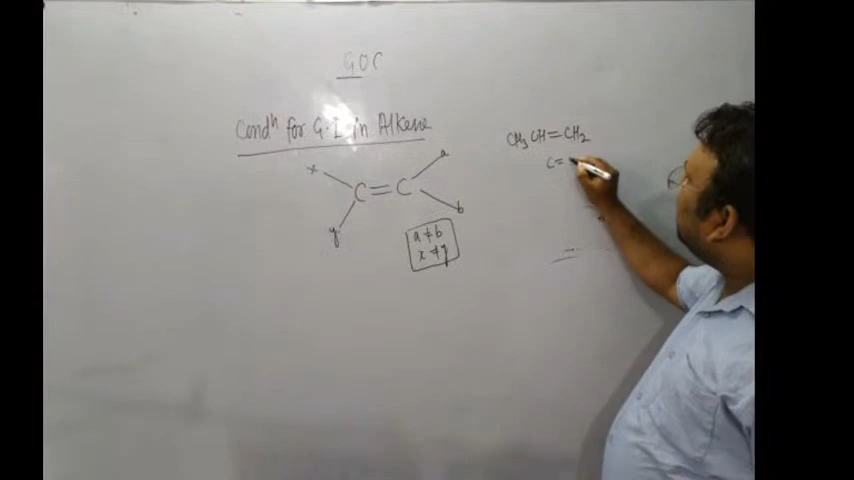 GOC
Condⁿ for G.I in Alkene
CH₃ CH=CH₂
C=
x a
C=C
y b
a≠b
x≠y